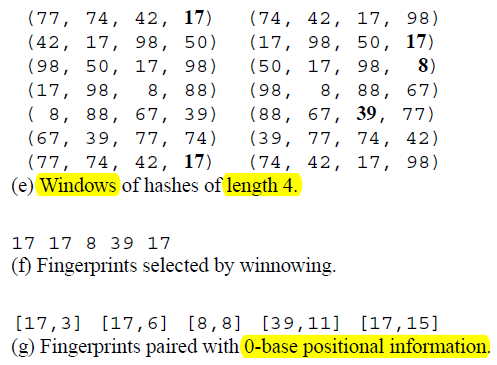 (77, 74, 42, 17) (74, 42, 17, 98)
(42, 17, 98, 50) (17, 98, 50, 17)
(98, 50, 17, 98) (50, 17, 98, 8)
(17, 98, 8, 88) (98, 8, 88, 67)
( 8, 88, 67, 39) (88, 67, 39, 77)
(67, 39, 77, 74) (39, 77, 74, 42)
(77, 74, 42, 17) (74, 42, 17, 98)
(e) Windows of hashes of length 4.
17 17 8 39 17
(f) Fingerprints selected by winnowing.
[17,3] [17,6] [8,8] [39,11] [17,15]
(g) Fingerprints paired with 0-base positional information.